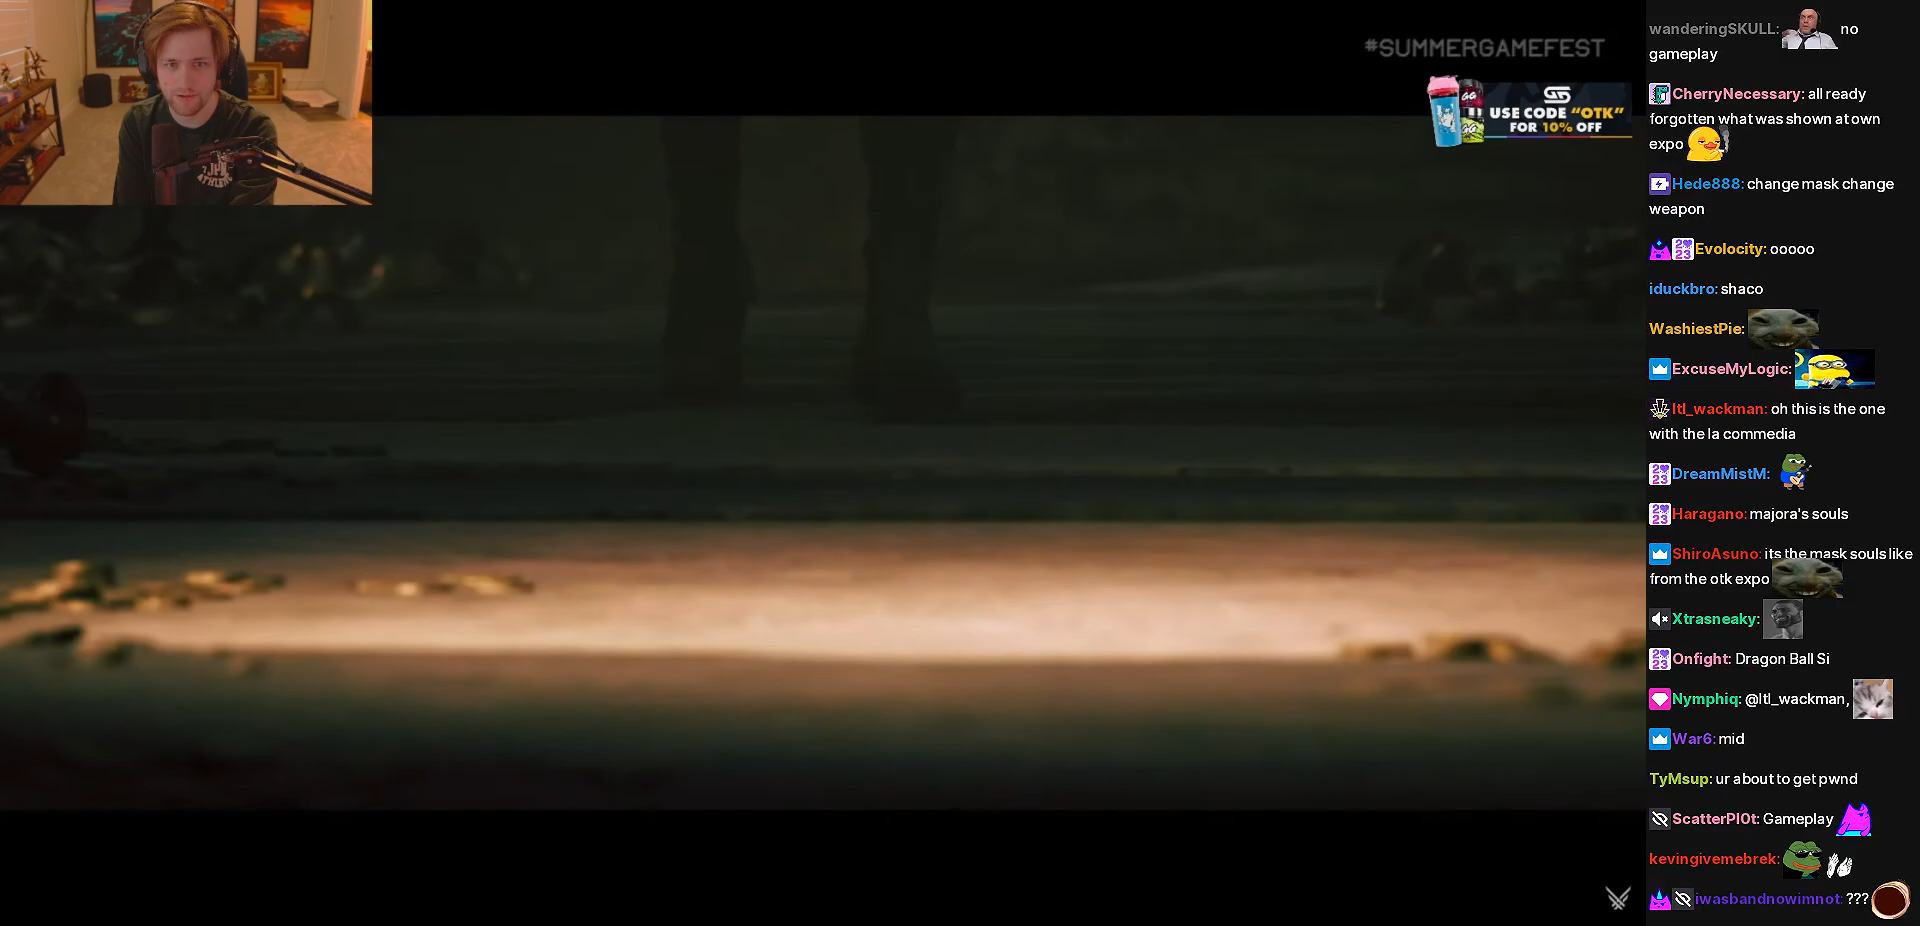 #SUMMERGAMEFEST
GG
GG
USE CODE "OTK"
FOR 10% OFF
wanderingSKULL: no
gameplay
CherryNecessary: all ready
forgotten what was shown at own
expo
Hede888: change mask change
weapon
Evolocity: ooooo
iduckbro: shaco
WashiestPie:
ExcuseMyLogic:
ltl_wackman: oh this is the one
with the la commedia
DreamMistM:
Haragano: majora's souls
ShiroAsuno: its the mask souls like
from the otk expo
Xtrasneaky:
Onfight: Dragon Ball Si
Nymphiq: @ltl_wackman,
War6: mid
TyMsup: ur about to get pwnd
ScatterPl0t: Gameplay
kevingivemebrek:
iwasbandnowimnot: ???